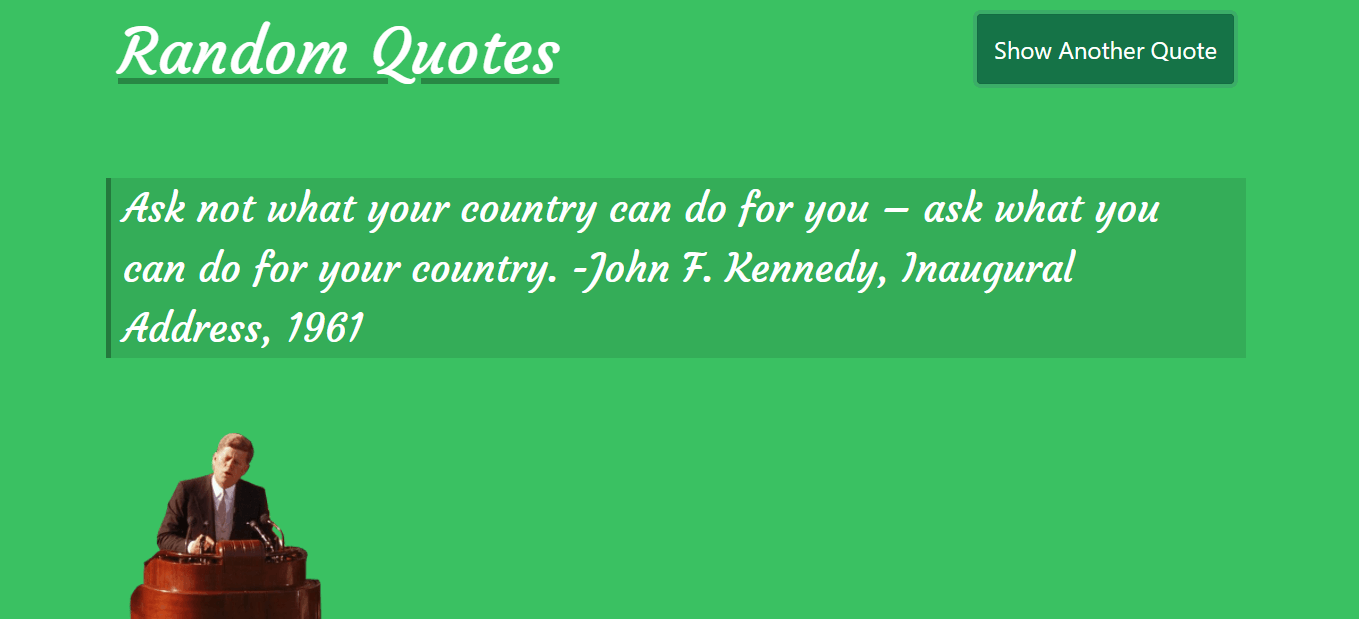 Random Quotes
Show Another Quote
Ask not what your country can do for you – ask what you
can do for your country. -John F. Kennedy, Inaugural
Address, 1961